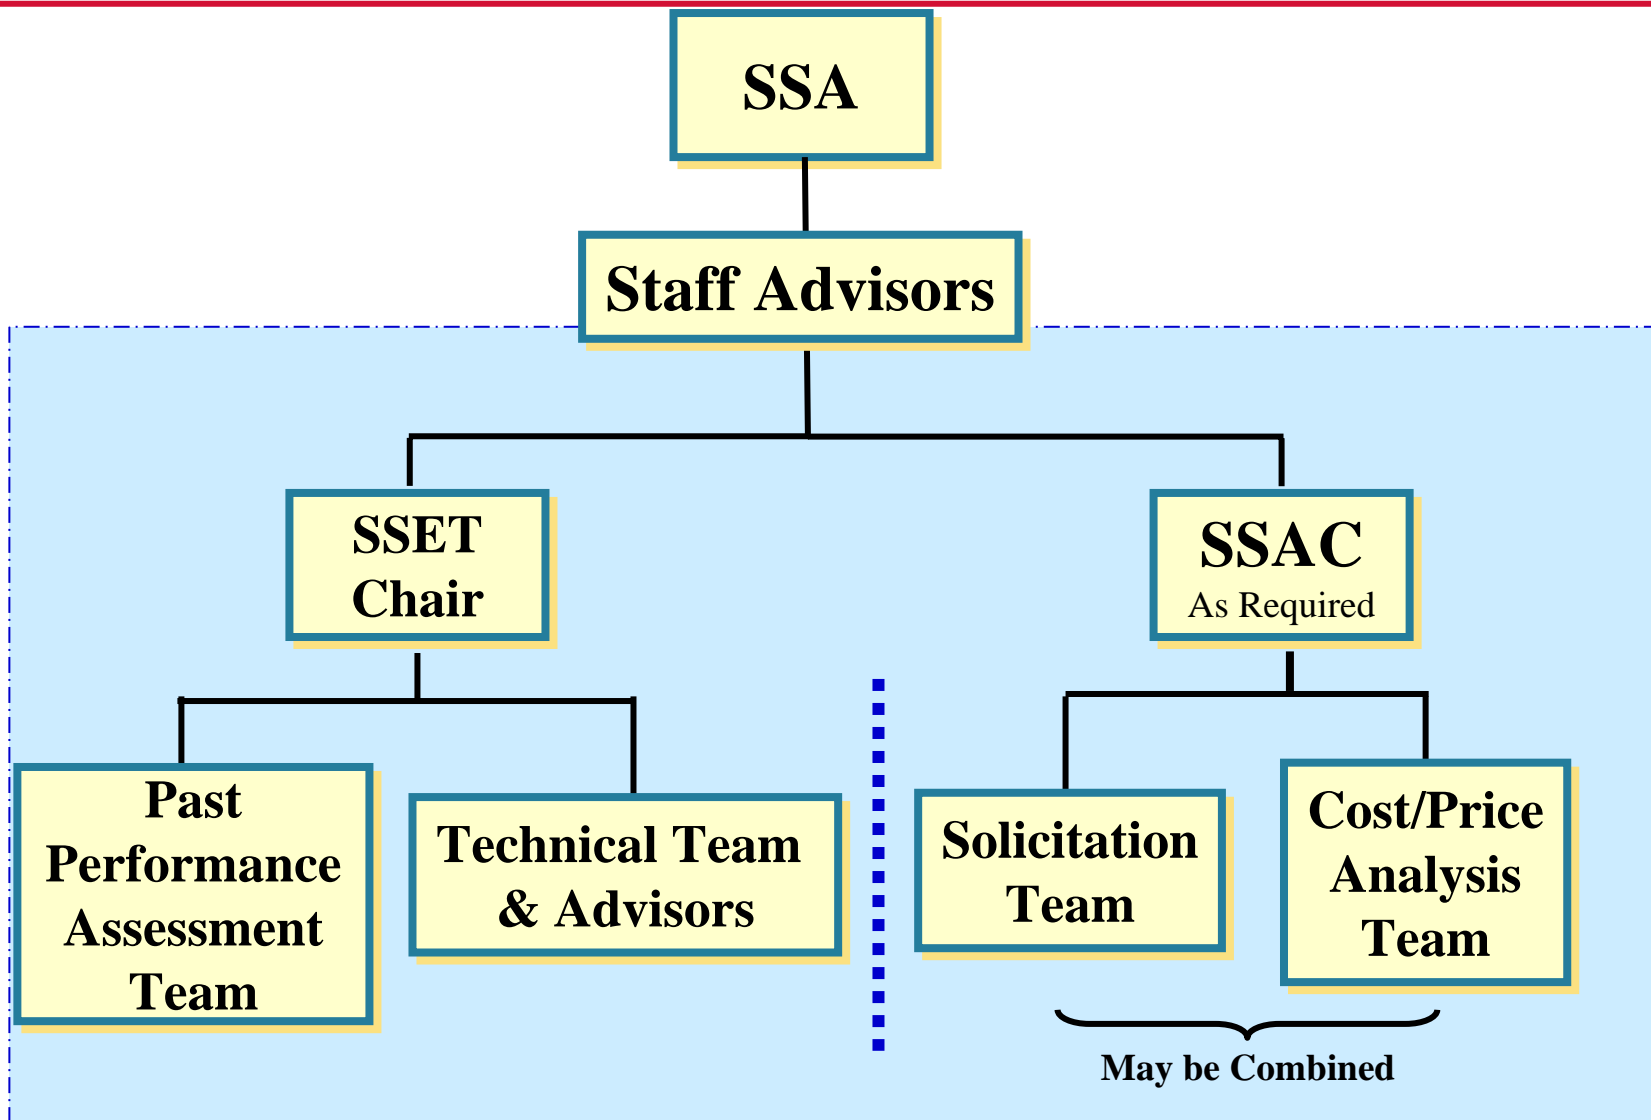 SSA
Staff Advisors
SSET
Chair
SSAC
As Required
Past
Performance
Assessment
Team
Technical Team
& Advisors
Solicitation
Team
Cost/Price
Analysis
Team
May be Combined